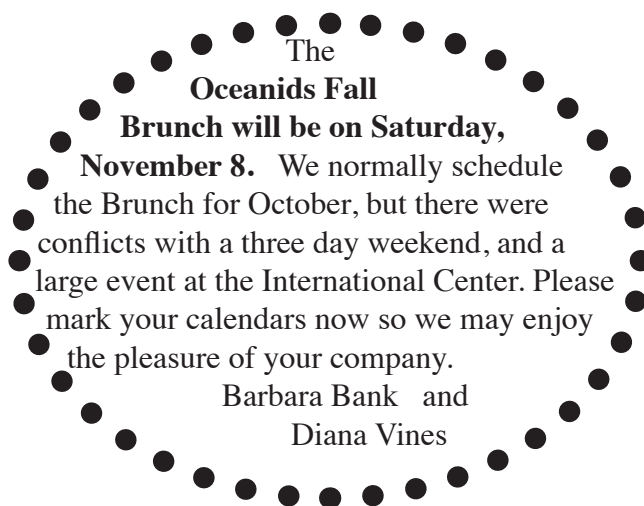 The
Oceanids Fall
Brunch will be on Saturday,
November 8.   We normally schedule
the Brunch for October, but there were
conflicts with a three day weekend, and a
large event at the International Center. Please
mark your calendars now so we may enjoy
the pleasure of your company.
Barbara Bank   and
Diana Vines